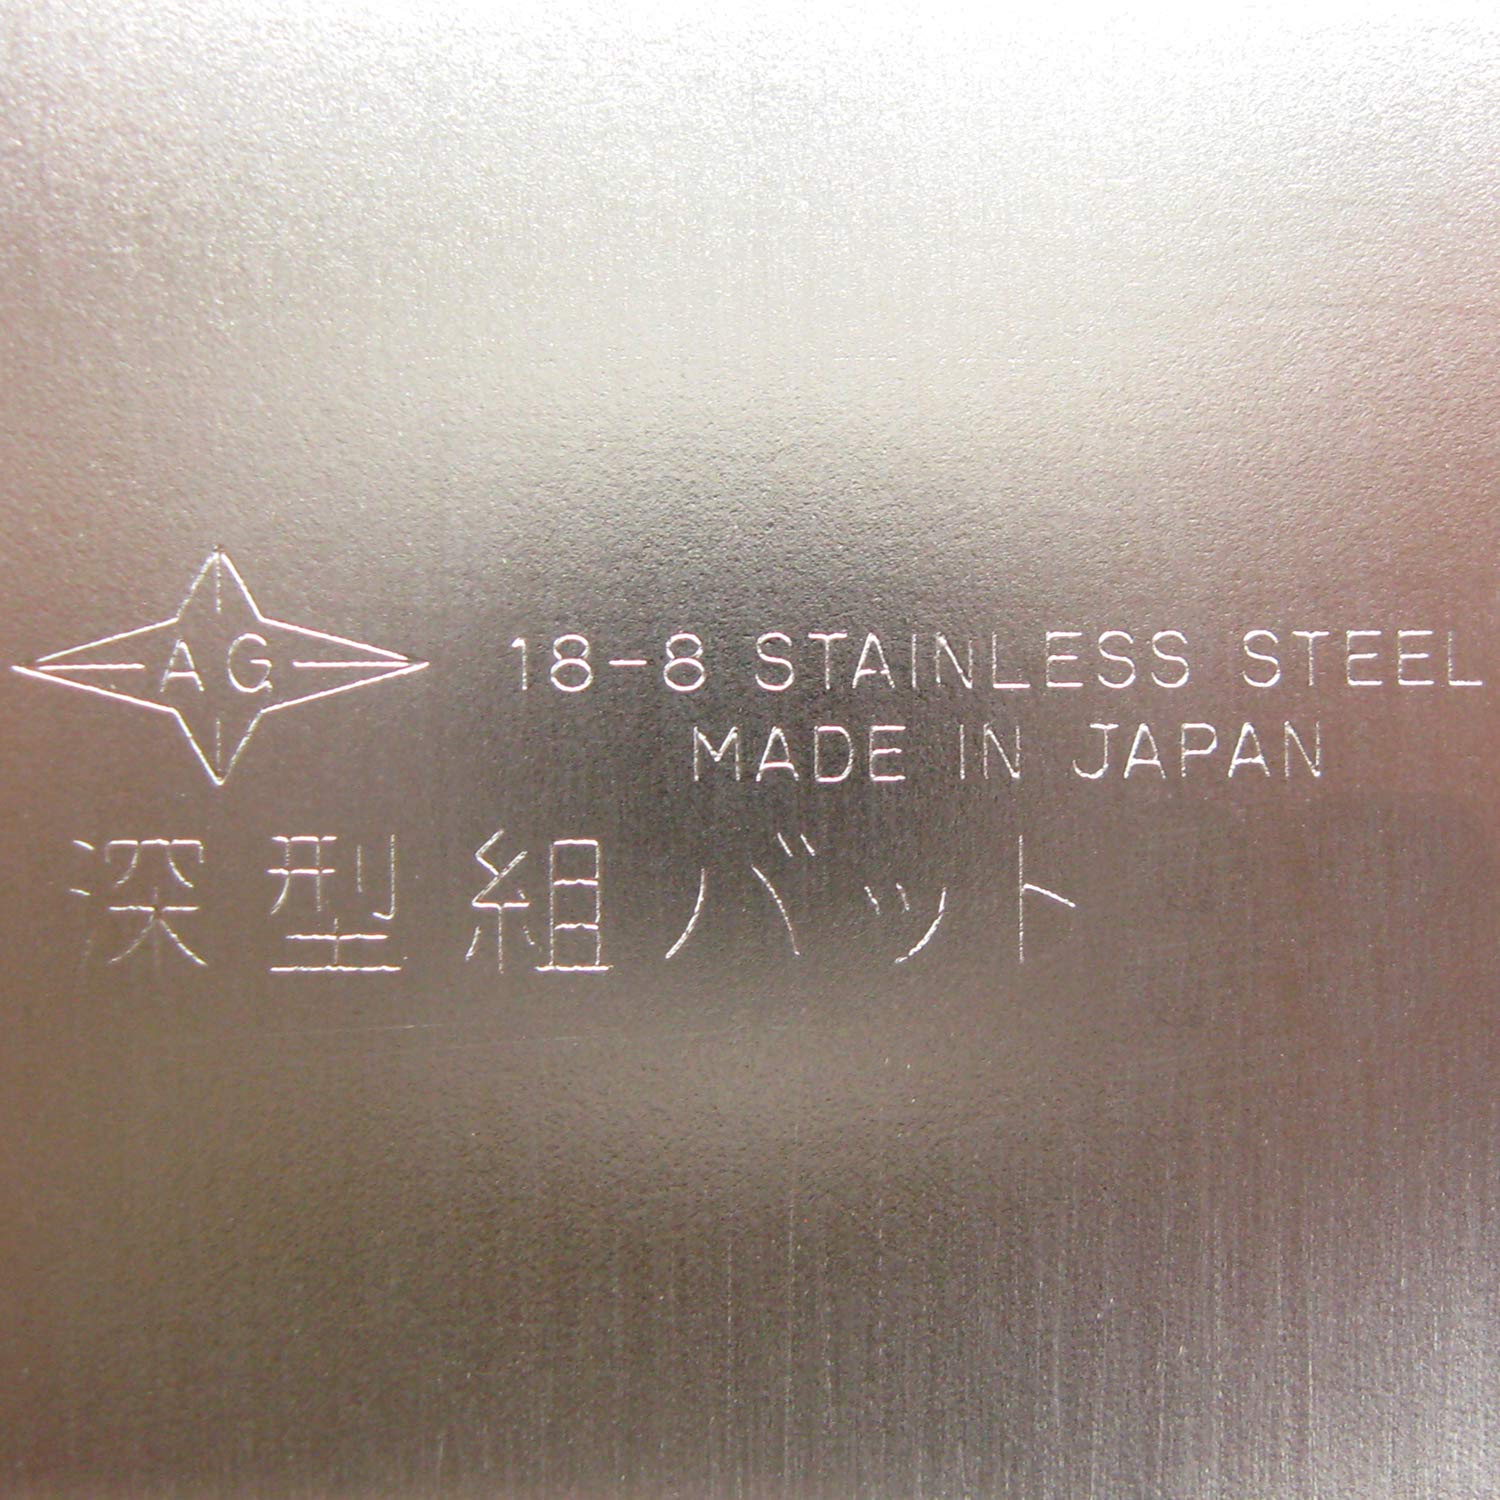 AG
18-8 STAINLESS STEEL
MADE IN JAPAN
深型組バット